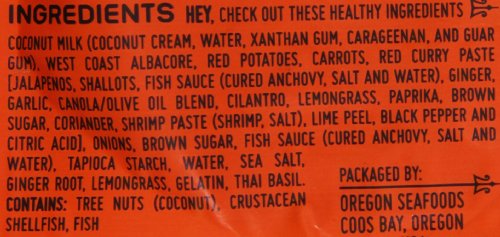 INGREDIENTS HEY, CHECK OUT THESE HEALTHY INGREDIENTS
COCONUT MILK (COCONUT CREAM, WATER, XANTHAN GUM, CARAGEENAN, AND GUAR
GUM), WEST COAST ALBACORE, RED POTATOES, CARROTS, RED CURRY PASTE
[JALAPENOS, SHALLOTS, FISH SAUCE (CURED ANCHOVY, SALT AND WATER), GINGER,
GARLIC, CANOLA/OLIVE OIL BLEND, CILANTRO, LEMONGRASS, PAPRIKA, BROWN
SUGAR, CORIANDER, SHRIMP PASTE (SHRIMP, SALT), LIME PEEL, BLACK PEPPER AND
CITRIC ACID], ONIONS, BROWN SUGAR, FISH SAUCE (CURED ANCHOVY, SALT AND
WATER), TAPIOCA STARCH, WATER, SEA SALT,
GINGER ROOT, LEMONGRASS, GELATIN, THAI BASIL.
CONTAINS: TREE NUTS (COCONUT), CRUSTACEAN
SHELLFISH, FISH
PACKAGED BY:
OREGON SEAFOODS
COOS BAY, OREGON